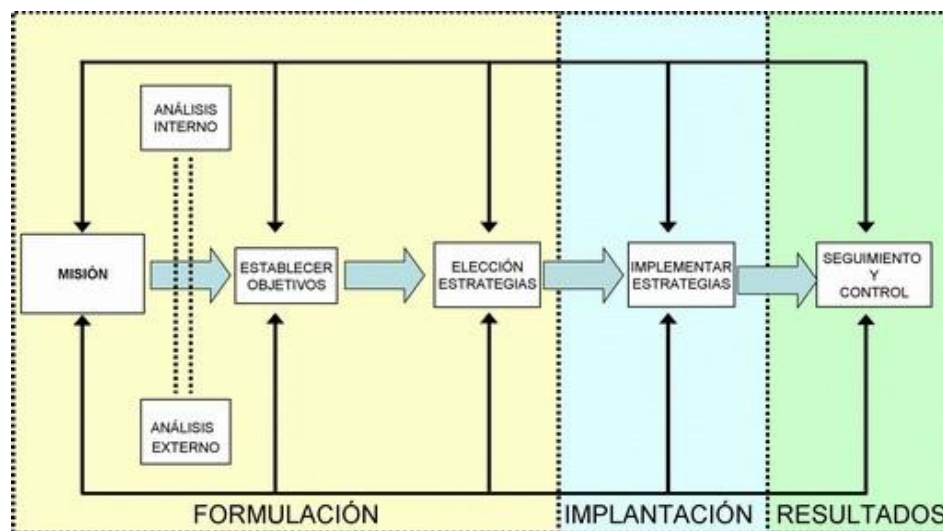 ANÁLISIS
INTERNO
MISIÓN
ESTABLECER
OBJETIVOS
ELECCIÓN
ESTRATEGIAS
IMPLEMENTAR
ESTRATEGIAS
SEGUIMIENTO
Y
CONTROL
ANÁLISIS
EXTERNO
FORMULACIÓN
IMPLANTACIÓN
RESULTADOS